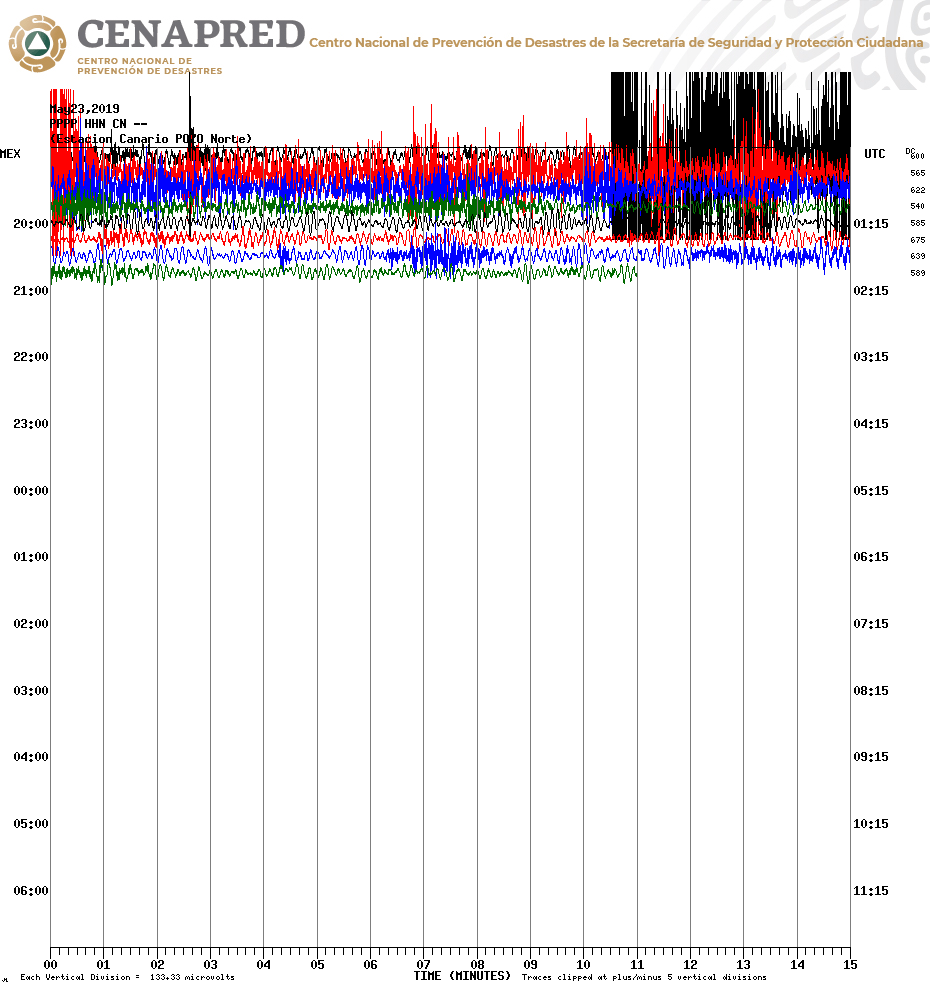 CENAPRED
CENTRO NACIONAL DE
PREVENCIÓN DE DESASTRES
Centro Nacional de Prevención de Desastres de la Secretaría de Seguridad y Protección Ciudadana
May23,2019
PPPP HHN CN --
(Estacion Canario POPO Norte)
MEX UTC DC
600
565
622
540
20:00 01:15 585
675
639
589
21:00 02:15
22:00 03:15
23:00 04:15
00:00 05:15
01:00 06:15
02:00 07:15
03:00 08:15
04:00 09:15
05:00 10:15
06:00 11:15
00 01 02 03 04 05 06 07 08 09 10 11 12 13 14 15
Each Vertical Division = 133.33 microvolts TIME (MINUTES) Traces clipped at plus/minus 5 vertical divisions